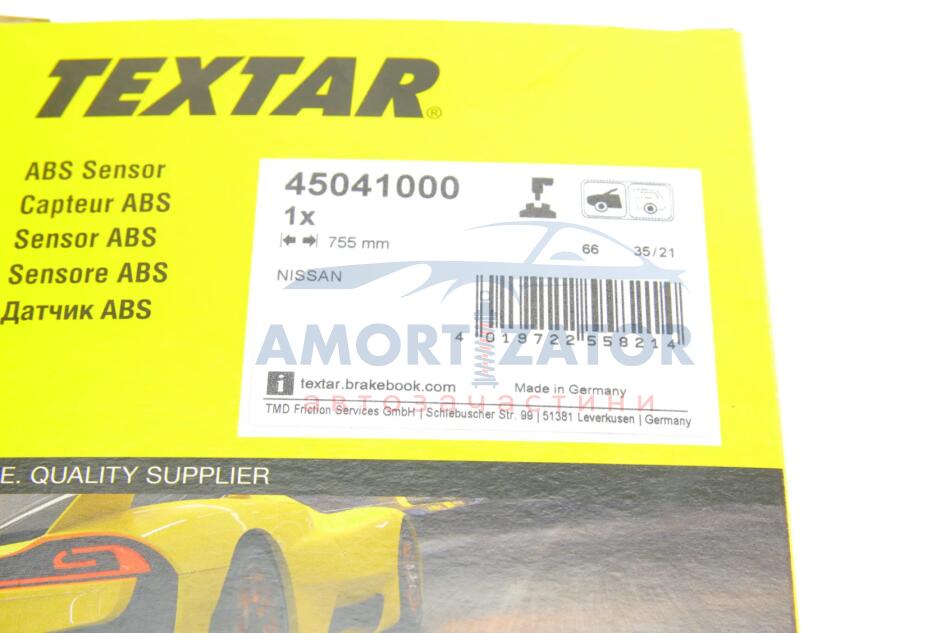 TEXTAR®
ABS Sensor
Capteur ABS
Sensor ABS
Sensore ABS
Датчик ABS
45041000
1x
755 mm
66 35/21
NISSAN
4 019722 558214
AMORTIZATOR
автозапчастини
i textar.brakebook.com Made in Germany
TMD Friction Services GmbH | Schlebuscher Str. 99 | 51381 Leverkusen | Germany
E. QUALITY SUPPLIER